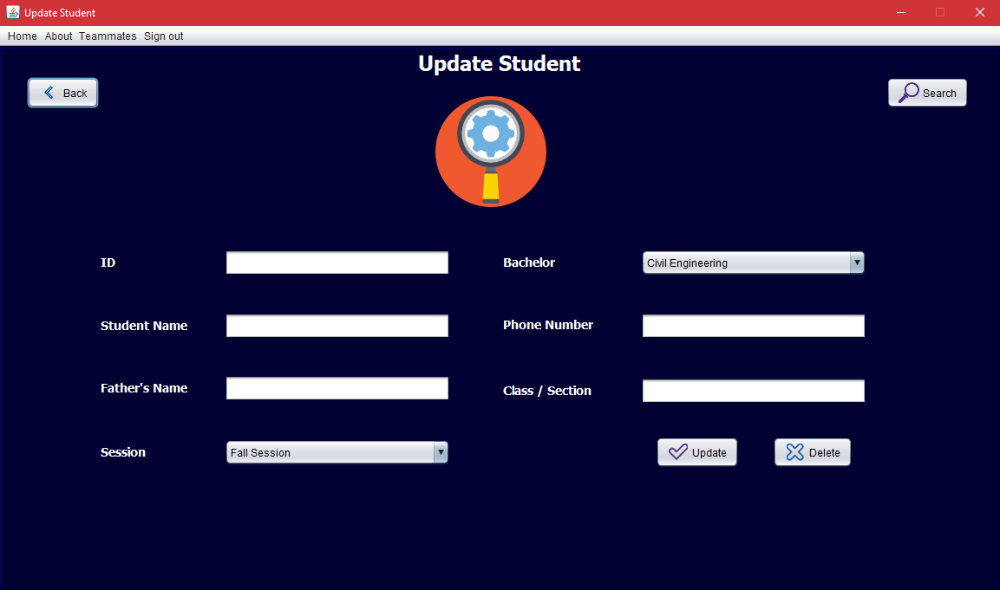 Update Student
Home About Teammates Sign out
Update Student
Back
Search
ID
Bachelor
Civil Engineering
Student Name
Phone Number
Father's Name
Class / Section
Session
Fall Session
Update
Delete